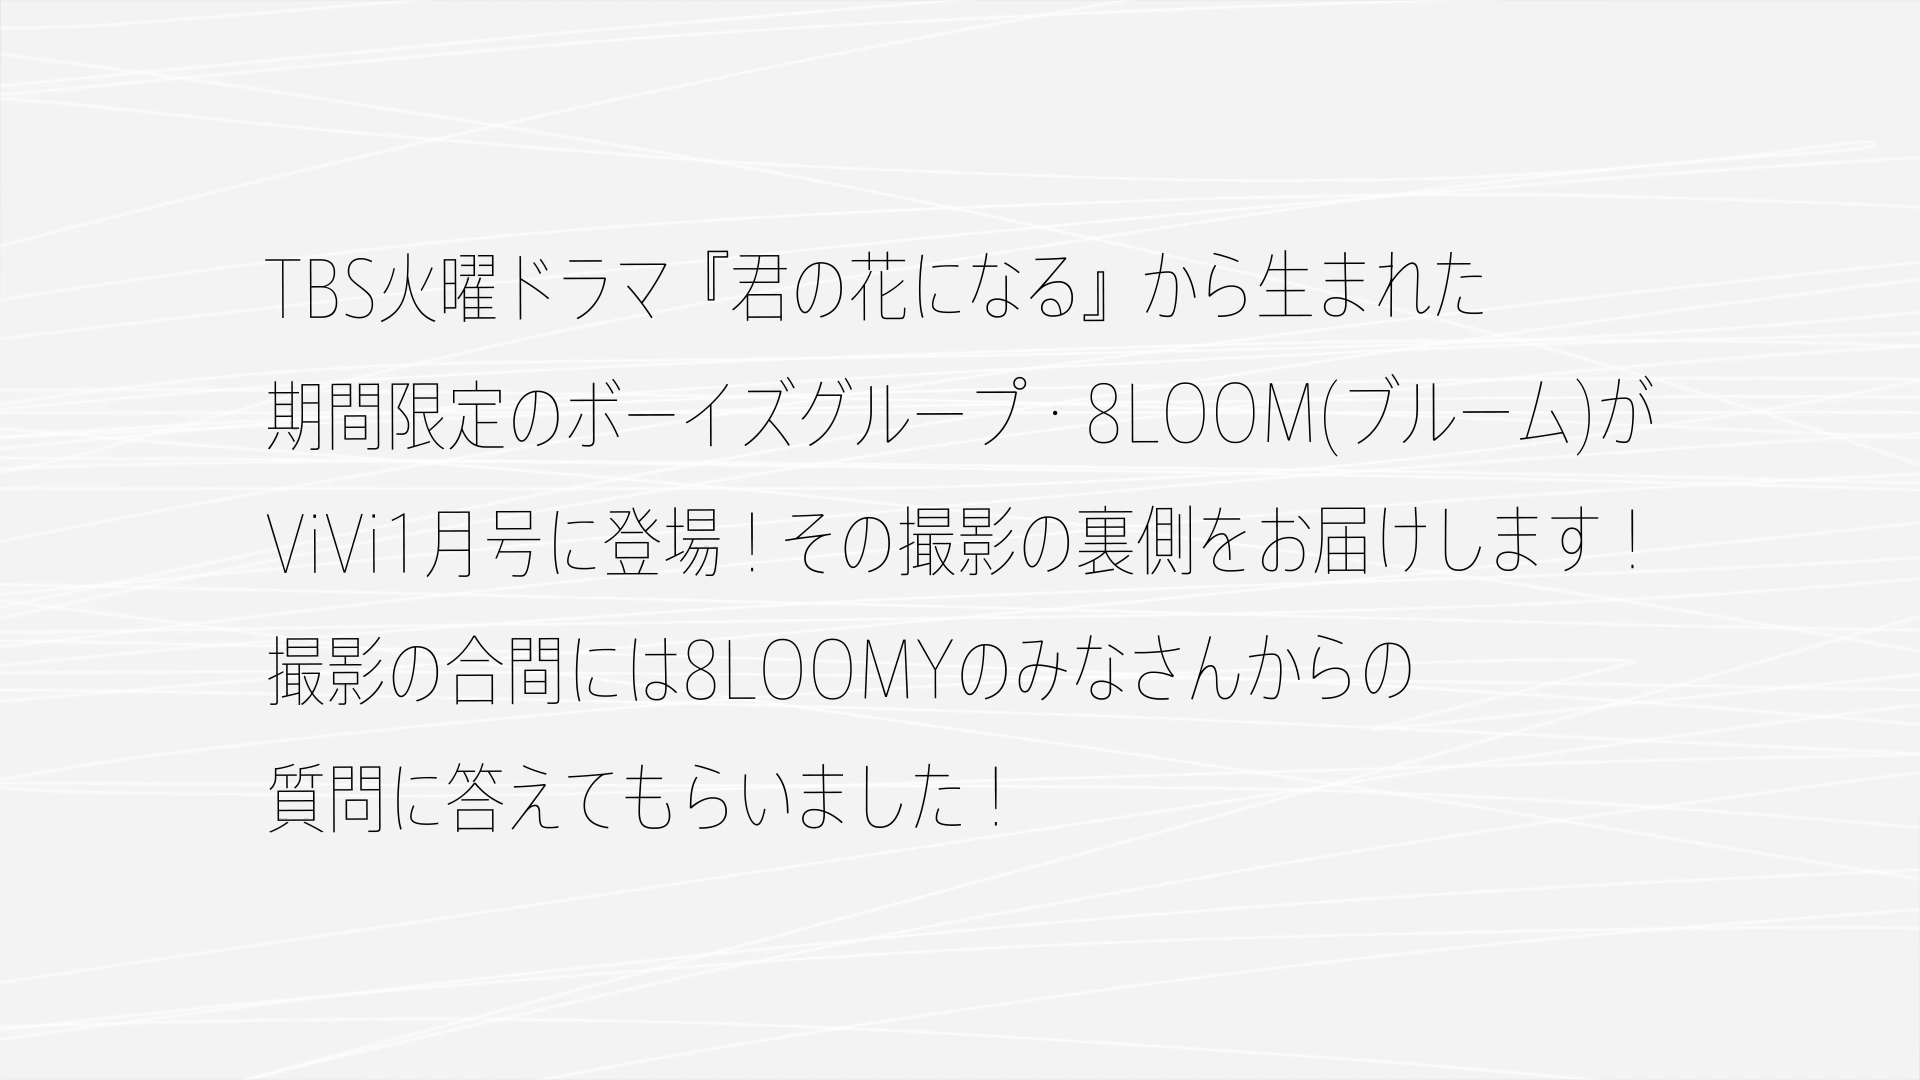 TBS火曜ドラマ『君の花になる』から生まれた
期間限定のボーイズグループ・8LOOM(ブルーム)が
ViVi1月号に登場！その撮影の裏側をお届けします！
撮影の合間には8LOOMYのみなさんからの
質問に答えてもらいました！